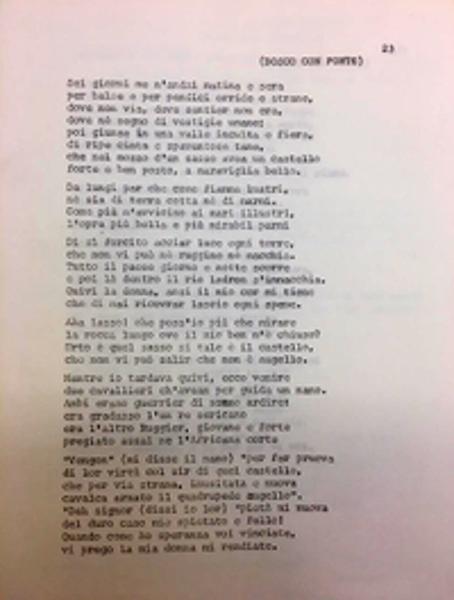 23
(BOSCO CON FONTE)
Sei giorni me n'andai matina e sera
per balze e per pendici orride e strane,
dove non via, dove sentier non era,
dove nè segno di vestigie umane;
poi giunse in una valle inculta e fiera,
di ripe cinta e spaventose tane,
che nel mezzo d'un sasso avea un castello
forte e ben posto, a maraviglia bello.
Da lungi par che come fiamma lustri,
nè sia di terra cotta nè di marmi.
Come più m'avvicino ai muri illustri,
l'opra più bella e più mirabil parmi
Di sì forbito acciar luce ogni torre,
che non vi può nè ruggine nè macchia.
Tutto il paese giorno e notte scorre
e poi là dentro il rio ladron s'immacchia.
Quivi la donna, anzi il mio cor mi tiene
che di mai ricovrar lascio ogni spene.
Ahi lasso! che poss'io più che mirare
la rocca lungo ove il mio ben m'è chiuso?
Erto è quel sasso sì tale è il castello,
che non vi può salir chi non è augello.
Mentre io tardava quivi, ecco venire
due cavallieri ch'avean per guida un nano.
Ambi erano guerrier di sommo ardire:
era gradasso l'un re sericano
era l'altro Ruggier, giovane e forte
pregiato assai ne l'Africana corte
"Vengon" (mi disse il nano) "per far prova
di lor virtù col sir di quel castello,
che per via strana, inusitata e nuova
cavalca armato il quadrupede augello".
"Deh signor (dissi io lor) "pietà mi muova
del duro caso mio spietato e fello!
Quando come ho speranza voi vinciate,
vi prego la mia donna mi rendiate.